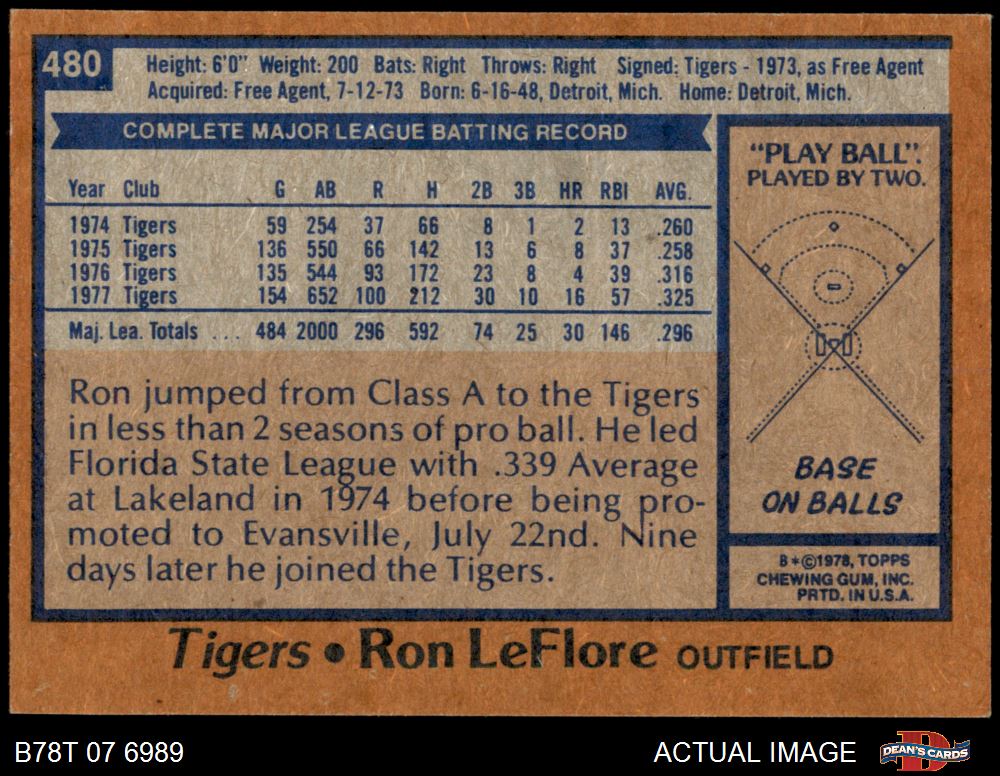 480
Height: 6'0" Weight: 200 Bats: Right Throws: Right Signed: Tigers - 1973, as Free Agent
Acquired: Free Agent, 7-12-73 Born: 6-16-48, Detroit, Mich. Home: Detroit, Mich.
COMPLETE MAJOR LEAGUE BATTING RECORD
Year Club G AB R H 2B 3B HR RBI AVG.
1974 Tigers 59 254 37 66 8 1 2 13 .260
1975 Tigers 136 550 66 142 13 6 8 37 .258
1976 Tigers 135 544 93 172 23 8 4 39 .316
1977 Tigers 154 652 100 212 30 10 16 57 .325
Maj. Lea. Totals ... 484 2000 296 592 74 25 30 146 .296
Ron jumped from Class A to the Tigers
in less than 2 seasons of pro ball. He led
Florida State League with .339 Average
at Lakeland in 1974 before being pro-
moted to Evansville, July 22nd. Nine
days later he joined the Tigers.
"PLAY BALL".
PLAYED BY TWO.
BASE
ON BALLS
B*©1978, TOPPS
CHEWING GUM, INC.
PRTD. IN U.S.A.
Tigers • Ron LeFlore OUTFIELD
B78T 07 6989
ACTUAL IMAGE
D
DEAN'S CARDS